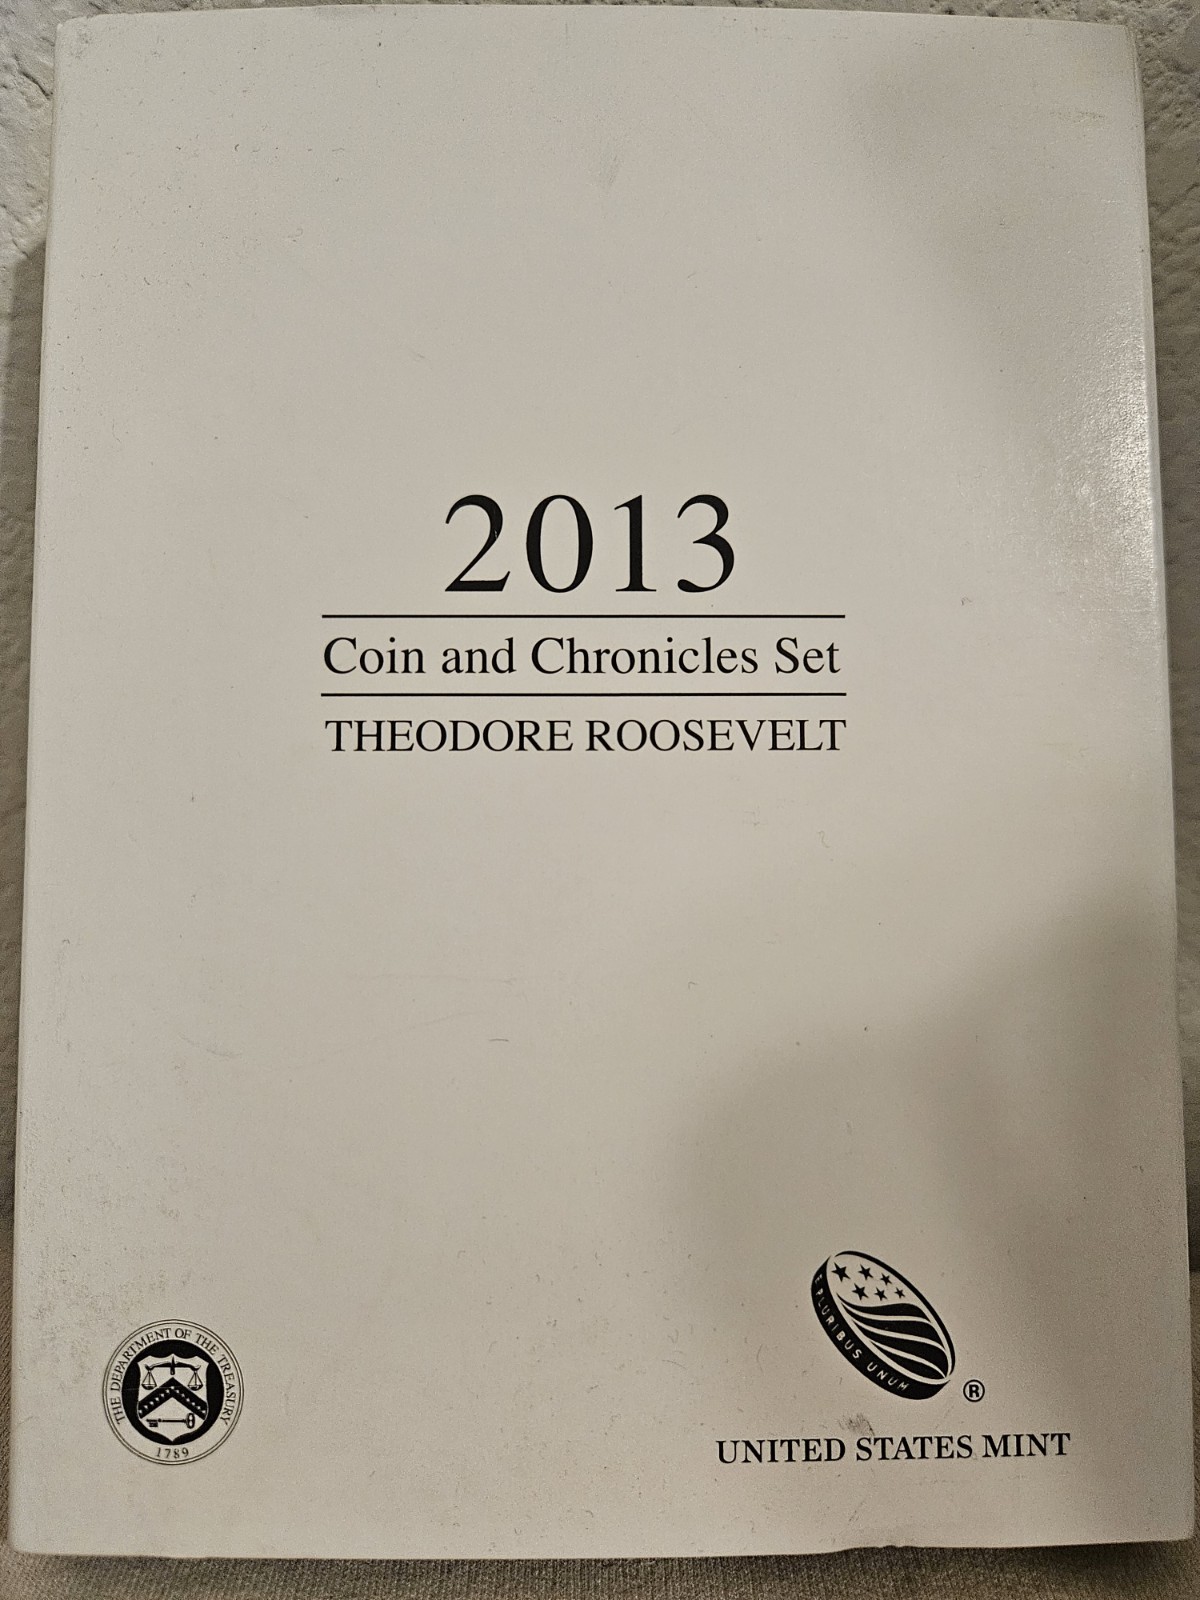 2013
Coin and Chronicles Set
THEODORE ROOSEVELT
E PLURIBUS UNUM
®
UNITED STATES MINT
THE DEPARTMENT OF THE TREASURY
1789